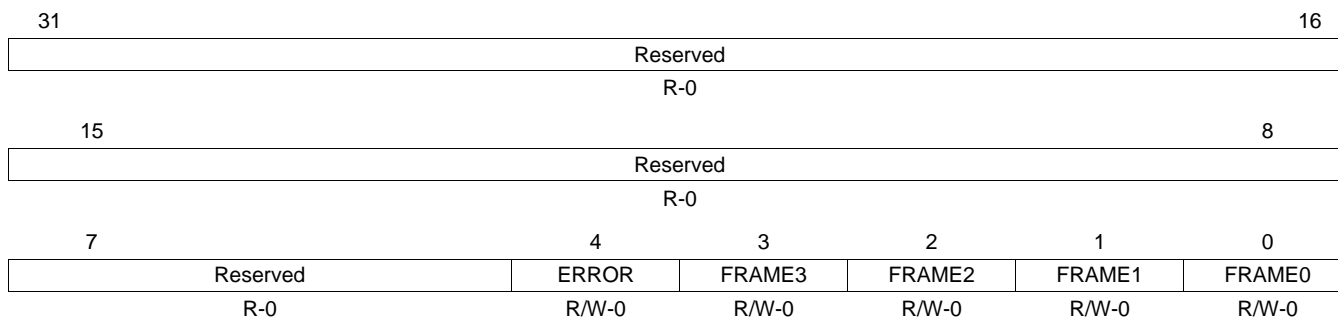 31 16
Reserved
R-0
15 8
Reserved
R-0
7 4 3 2 1 0
Reserved ERROR FRAME3 FRAME2 FRAME1 FRAME0
R-0 R/W-0 R/W-0 R/W-0 R/W-0 R/W-0